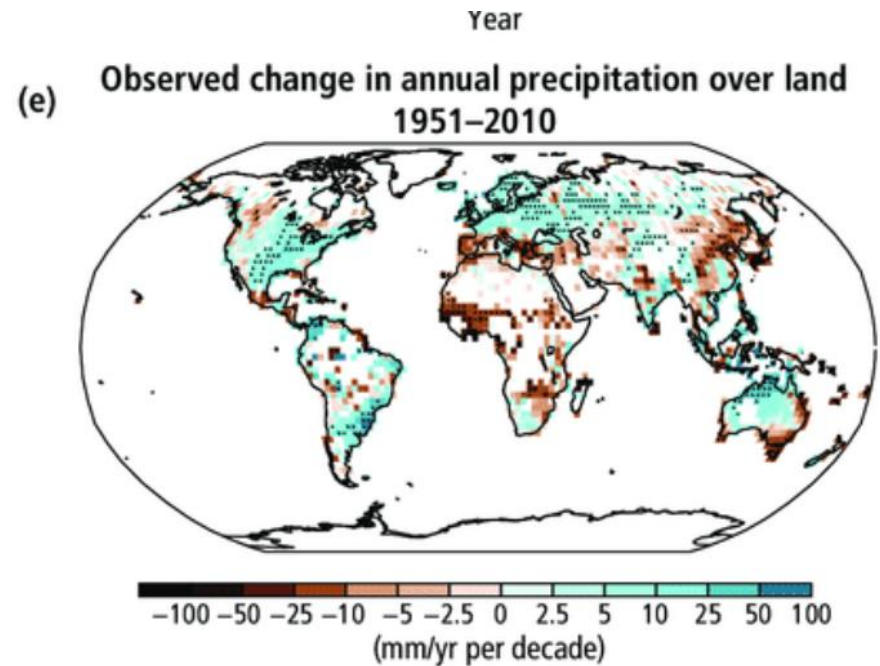 Year
(e) Observed change in annual precipitation over land
1951–2010
−100 −50 −25 −10 −5 −2.5 0 2.5 5 10 25 50 100
(mm/yr per decade)